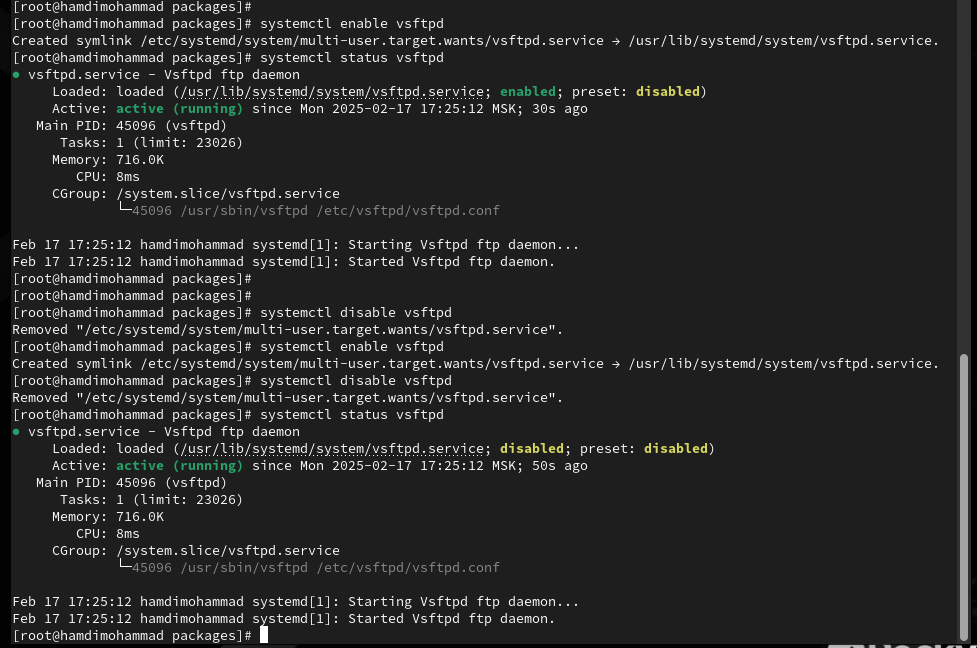 [root@hamdimohammad packages]#
[root@hamdimohammad packages]# systemctl enable vsftpd
Created symlink /etc/systemd/system/multi-user.target.wants/vsftpd.service → /usr/lib/systemd/system/vsftpd.service.
[root@hamdimohammad packages]# systemctl status vsftpd
● vsftpd.service - Vsftpd ftp daemon
     Loaded: loaded (/usr/lib/systemd/system/vsftpd.service; enabled; preset: disabled)
     Active: active (running) since Mon 2025-02-17 17:25:12 MSK; 30s ago
   Main PID: 45096 (vsftpd)
      Tasks: 1 (limit: 23026)
     Memory: 716.0K
        CPU: 8ms
     CGroup: /system.slice/vsftpd.service
             └─45096 /usr/sbin/vsftpd /etc/vsftpd/vsftpd.conf

Feb 17 17:25:12 hamdimohammad systemd[1]: Starting Vsftpd ftp daemon...
Feb 17 17:25:12 hamdimohammad systemd[1]: Started Vsftpd ftp daemon.
[root@hamdimohammad packages]#
[root@hamdimohammad packages]#
[root@hamdimohammad packages]# systemctl disable vsftpd
Removed "/etc/systemd/system/multi-user.target.wants/vsftpd.service".
[root@hamdimohammad packages]# systemctl enable vsftpd
Created symlink /etc/systemd/system/multi-user.target.wants/vsftpd.service → /usr/lib/systemd/system/vsftpd.service.
[root@hamdimohammad packages]# systemctl disable vsftpd
Removed "/etc/systemd/system/multi-user.target.wants/vsftpd.service".
[root@hamdimohammad packages]# systemctl status vsftpd
● vsftpd.service - Vsftpd ftp daemon
     Loaded: loaded (/usr/lib/systemd/system/vsftpd.service; disabled; preset: disabled)
     Active: active (running) since Mon 2025-02-17 17:25:12 MSK; 50s ago
   Main PID: 45096 (vsftpd)
      Tasks: 1 (limit: 23026)
     Memory: 716.0K
        CPU: 8ms
     CGroup: /system.slice/vsftpd.service
             └─45096 /usr/sbin/vsftpd /etc/vsftpd/vsftpd.conf

Feb 17 17:25:12 hamdimohammad systemd[1]: Starting Vsftpd ftp daemon...
Feb 17 17:25:12 hamdimohammad systemd[1]: Started Vsftpd ftp daemon.
[root@hamdimohammad packages]#